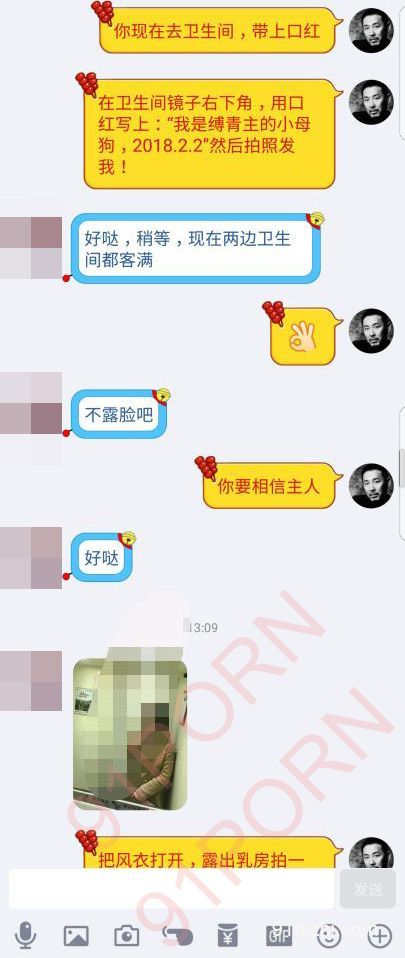 你现在去卫生间，带上口红
在卫生间镜子右下角，用口
红写上：“我是缚青主的小母
狗，2018.2.2”然后拍照发
我！
好哒，稍等，现在两边卫生
间都客满
不露脸吧
你要相信主人
好哒
13:09
91PORN
91PORN
把风衣打开，露出乳房拍一
发送
GIF